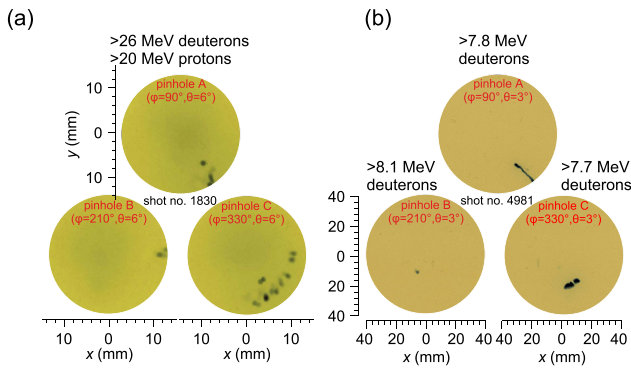 (a)
>26 MeV deuterons
>20 MeV protons
pinhole A
(φ=90°,θ=6°)
10
0
10
y (mm)
pinhole B
(φ=210°,θ=6°)
shot no. 1830
pinhole C
(φ=330°,θ=6°)
10 0 10
x (mm)
10 0 10
x (mm)
(b)
>7.8 MeV
deuterons
pinhole A
(φ=90°,θ=3°)
>8.1 MeV
deuterons
>7.7 MeV
deuterons
shot no. 4981
pinhole B
(φ=210°,θ=3°)
pinhole C
(φ=330°,θ=3°)
40
20
0
20
40
40 0 40
x (mm)
40 0 40
x (mm)